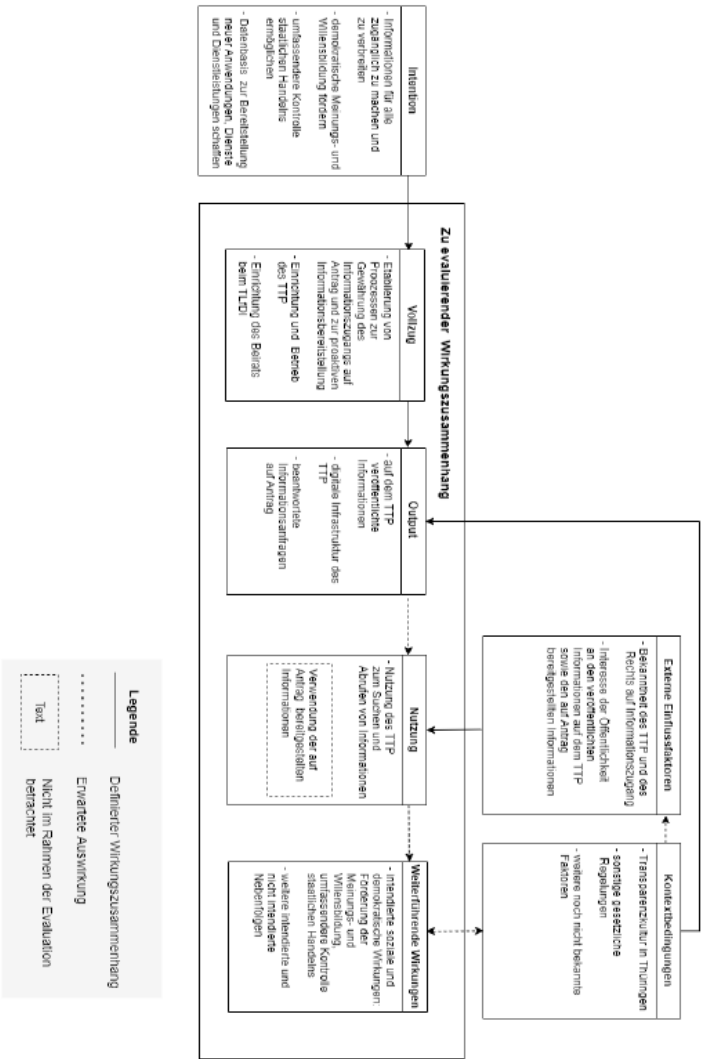 Intention
- Informationen für alle
zugänglich zu machen und
zu verbreiten
- demokratische Meinungs- und
Willensbildung fördern
- umfassendere Kontrolle
staatlichen Handelns
ermöglichen
- Datenbasis zur Bereitstellung
neuer Anwendungen, Dienste
und Dienstleistungen schaffen
Zu evaluierender Wirkungszusammenhang
Vollzug
- Etablierung von
Prozessen zur
Gewährung des
Informationszugangs auf
Antrag und zur proaktiven
Informationsbereitstellung
- Einrichtung und Betrieb
des TTP
- Einrichtung des Beirats
beim TLfDI
Output
- auf dem TTP
veröffentlichte
Informationen
- digitale Infrastruktur des
TTP
- beantwortete
Informationsanfragen
auf Antrag
Nutzung
- Nutzung des TTP
zum Suchen und
Abrufen von Informationen
Verwendung der auf
Antrag bereitgestellten
Informationen
Weiterführende Wirkungen
- intendierte soziale und
demokratische Wirkungen:
Förderung der
Meinungs- und
Willensbildung,
umfassendere Kontrolle
staatlichen Handelns
- weitere intendierte und
nicht intendierte
Nebenfolgen
Externe Einflussfaktoren
- Bekanntheit des TTP und des
Rechts auf Informationszugang
- Interesse der Öffentlichkeit
an den veröffentlichten
Informationen auf dem TTP
sowie den auf Antrag
bereitgestellten Informationen
Kontextbedingungen
- Transparenzkultur in Thüringen
- sonstige gesetzliche
Regelungen
- weitere noch nicht bekannte
Faktoren
Legende
Definierter Wirkungszusammenhang
Erwartete Auswirkung
Text
Nicht im Rahmen der Evaluation
betrachtet